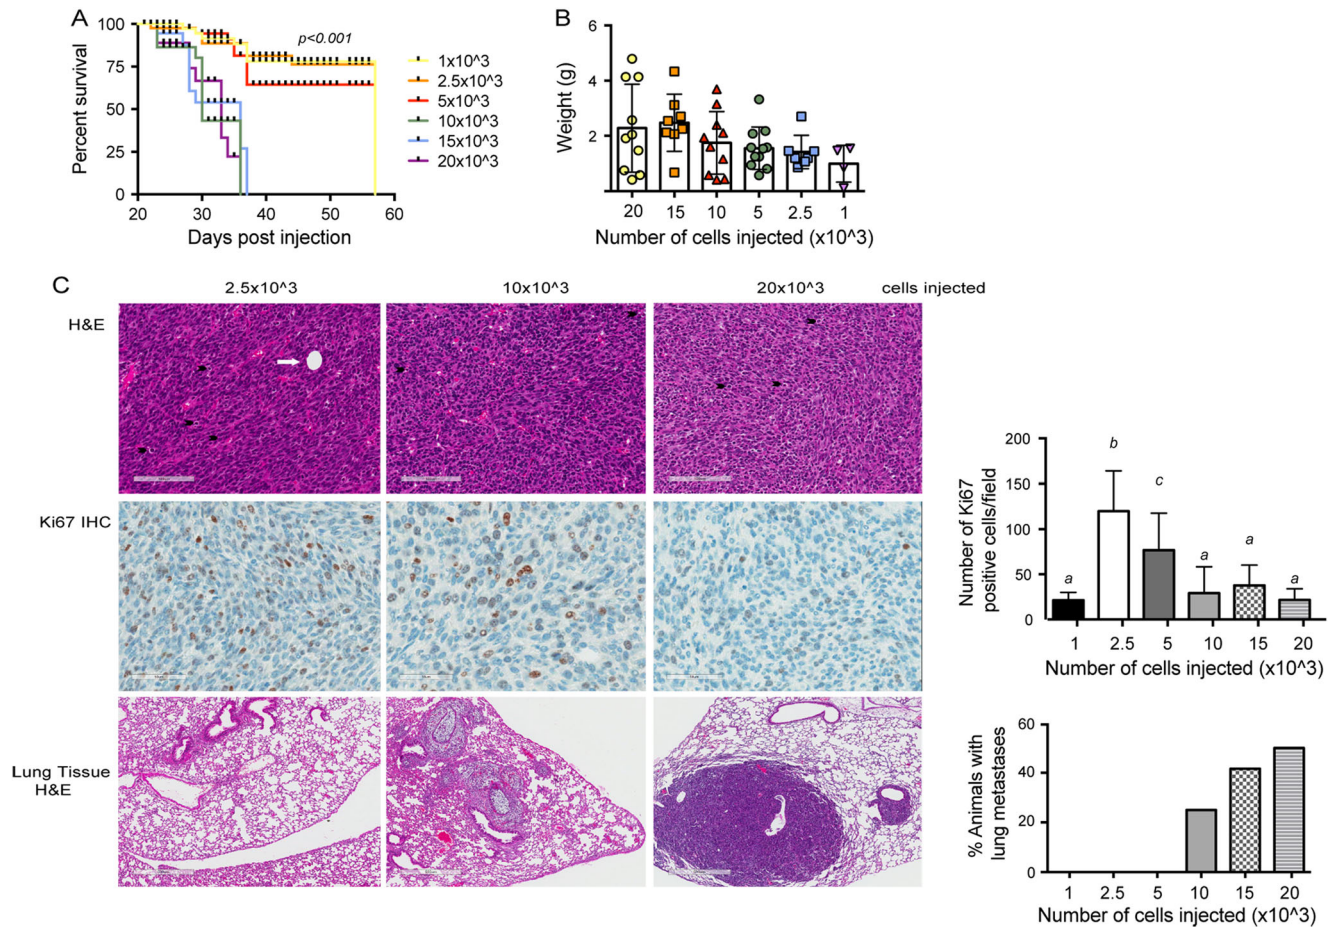 A
100
75
50
25
0
Percent survival
20 30 40 50 60
Days post injection
p<0.001
1x10^3
2.5x10^3
5x10^3
10x10^3
15x10^3
20x10^3
B
6
4
2
Weight (g)
20 15 10 5 2.5 1
Number of cells injected (x10^3)
C
2.5x10^3 10x10^3 20x10^3 cells injected
H&E
Ki67 IHC
Lung Tissue
H&E
200
150
100
50
0
Number of Ki67
positive cells/field
a b c a a a
1 2.5 5 10 15 20
Number of cells injected (x10^3)
60
40
20
0
% Animals with
lung metastases
1 2.5 5 10 15 20
Number of cells injected (x10^3)